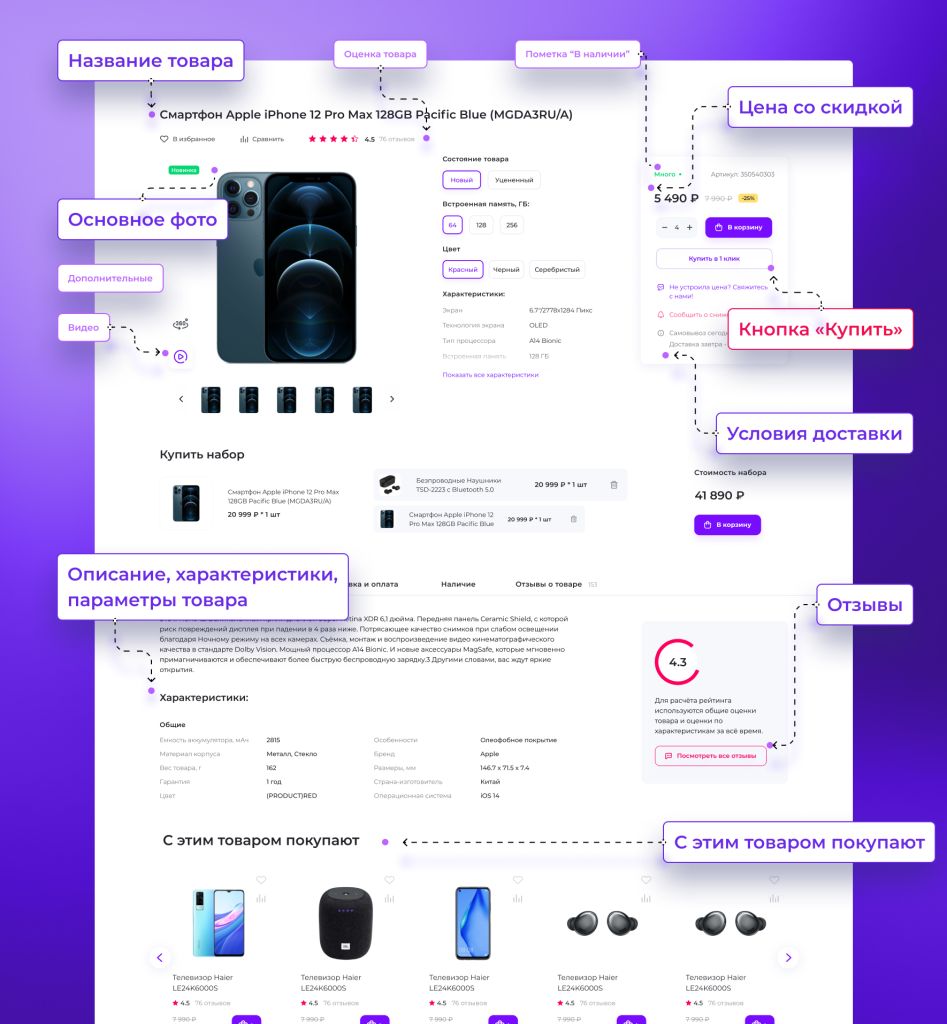 Название товара
Оценка товара
Пометка “В наличии”
Цена со скидкой
Смартфон Apple iPhone 12 Pro Max 128GB Pacific Blue (MGDA3RU/A)
В избранное
Сравнить
4.5 76 отзывов
Новинка
Основное фото
Дополнительные
Видео
360°
Состояние товара
Новый
Уцененный
Встроенная память, ГБ:
64
128
256
Цвет
Красный
Черный
Серебристый
Характеристики:
Экран 6.7"/2778x1284 Пикс
Технология экрана OLED
Тип процессора A14 Bionic
Встроенная память 128 ГБ
Показать все характеристики
Много
Артикул: 350540303
5 490 ₽ 7 990 ₽ -25%
− 4 +
В корзину
Купить в 1 клик
Не устроила цена? Свяжитесь
с нами!
Сообщить о сниж
Кнопка «Купить»
Самовывоз сегод
Доставка завтра -
Условия доставки
Купить набор
Смартфон Apple iPhone 12 Pro Max
128GB Pacific Blue (MGDA3RU/A)
20 999 ₽ * 1 шт
Безпроводные Наушники
TSD-2223 с Bluetooth 5.0
20 999 ₽ * 1 шт
Смартфон Apple iPhone 12
Pro Max 128GB Pacific Blue
20 999 ₽ * 1 шт
Стоимость набора
41 890 ₽
В корзину
Описание, характеристики,
параметры товара
вка и оплата
Наличие
Отзывы о товаре 153
Отзывы
etina XDR 6,1 дюйма. Передняя панель Ceramic Shield, с которой
риск повреждений дисплея при падении в 4 раза ниже. Потрясающее качество снимков при слабом освещении
благодаря Ночному режиму на всех камерах. Съёмка, монтаж и воспроизведение видео кинематографического
качества в стандарте Dolby Vision. Мощный процессор A14 Bionic. И новые аксессуары MagSafe, которые мгновенно
примагничиваются и обеспечивают более быструю беспроводную зарядку.3 Другими словами, вас ждут яркие
открытия.
4.3
Для расчёта рейтинга
используются общие оценки
товара и оценки по
характеристикам за всё время.
Посмотреть все отзывы
Характеристики:
Общие
Емкость аккумулятора, мАч 2815 Особенности Олеофобное покрытие
Материал корпуса Металл, Стекло Бренд Apple
Вес товара, г 162 Размеры, мм 146.7 x 71.5 x 7.4
Гарантия 1 год Страна-изготовитель Китай
Цвет (PRODUCT)RED Операционная система iOS 14
С этим товаром покупают
С этим товаром покупают
JBL
Телевизор Haier Телевизор Haier Телевизор Haier Телевизор Haier Телевизор Haier
LE24K6000S LE24K6000S LE24K6000S LE24K6000S LE24K6000S
4.5 76 отзывов 4.5 76 отзывов 4.5 76 отзывов 4.5 76 отзывов 4.5 76 отзывов
7 990 ₽ 7 990 ₽ 7 990 ₽ 7 990 ₽ 7 990 ₽